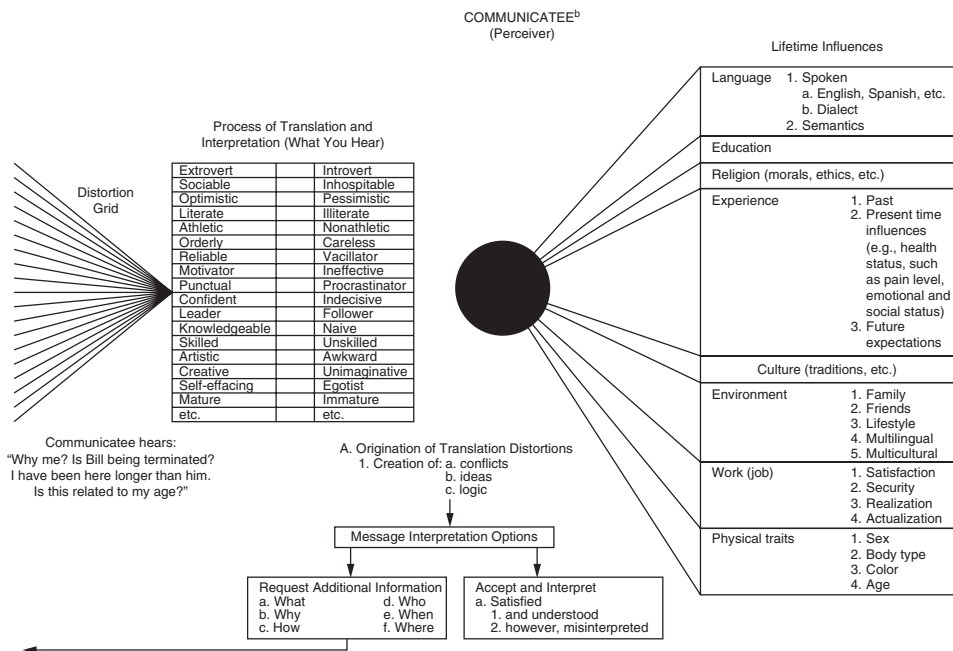 COMMUNICATEEᵇ
(Perceiver)
Lifetime Influences
Process of Translation and
Interpretation (What You Hear)
Distortion
Grid
Extrovert Introvert
Sociable Inhospitable
Optimistic Pessimistic
Literate Illiterate
Athletic Nonathletic
Orderly Careless
Reliable Vacillator
Motivator Ineffective
Punctual Procrastinator
Confident Indecisive
Leader Follower
Knowledgeable Naive
Skilled Unskilled
Artistic Awkward
Creative Unimaginative
Self-effacing Egotist
Mature Immature
etc. etc.
Language 1. Spoken
a. English, Spanish, etc.
b. Dialect
2. Semantics
Education
Religion (morals, ethics, etc.)
Experience 1. Past
2. Present time
influences
(e.g., health
status, such
as pain level,
emotional and
social status)
3. Future
expectations
Culture (traditions, etc.)
Environment 1. Family
2. Friends
3. Lifestyle
4. Multilingual
5. Multicultural
Work (job) 1. Satisfaction
2. Security
3. Realization
4. Actualization
Physical traits 1. Sex
2. Body type
3. Color
4. Age
Communicatee hears:
“Why me? Is Bill being terminated?
I have been here longer than him.
Is this related to my age?”
A. Origination of Translation Distortions
1. Creation of: a. conflicts
b. ideas
c. logic
Message Interpretation Options
Request Additional Information
a. What d. Who
b. Why e. When
c. How f. Where
Accept and Interpret
a. Satisfied
1. and understood
2. however, misinterpreted